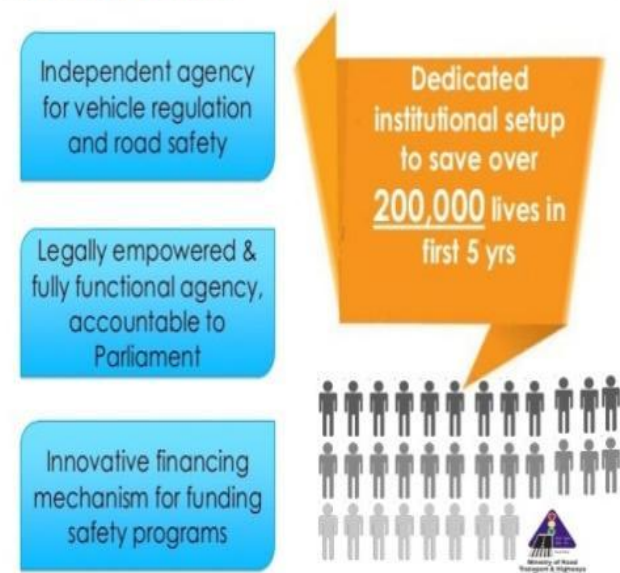 Independent agency
for vehicle regulation
and road safety
Dedicated
institutional setup
to save over
200,000 lives in
first 5 yrs
Legally empowered &
fully functional agency,
accountable to
Parliament
Innovative financing
mechanism for funding
safety programs
Ministry of Road
Transport & Highways